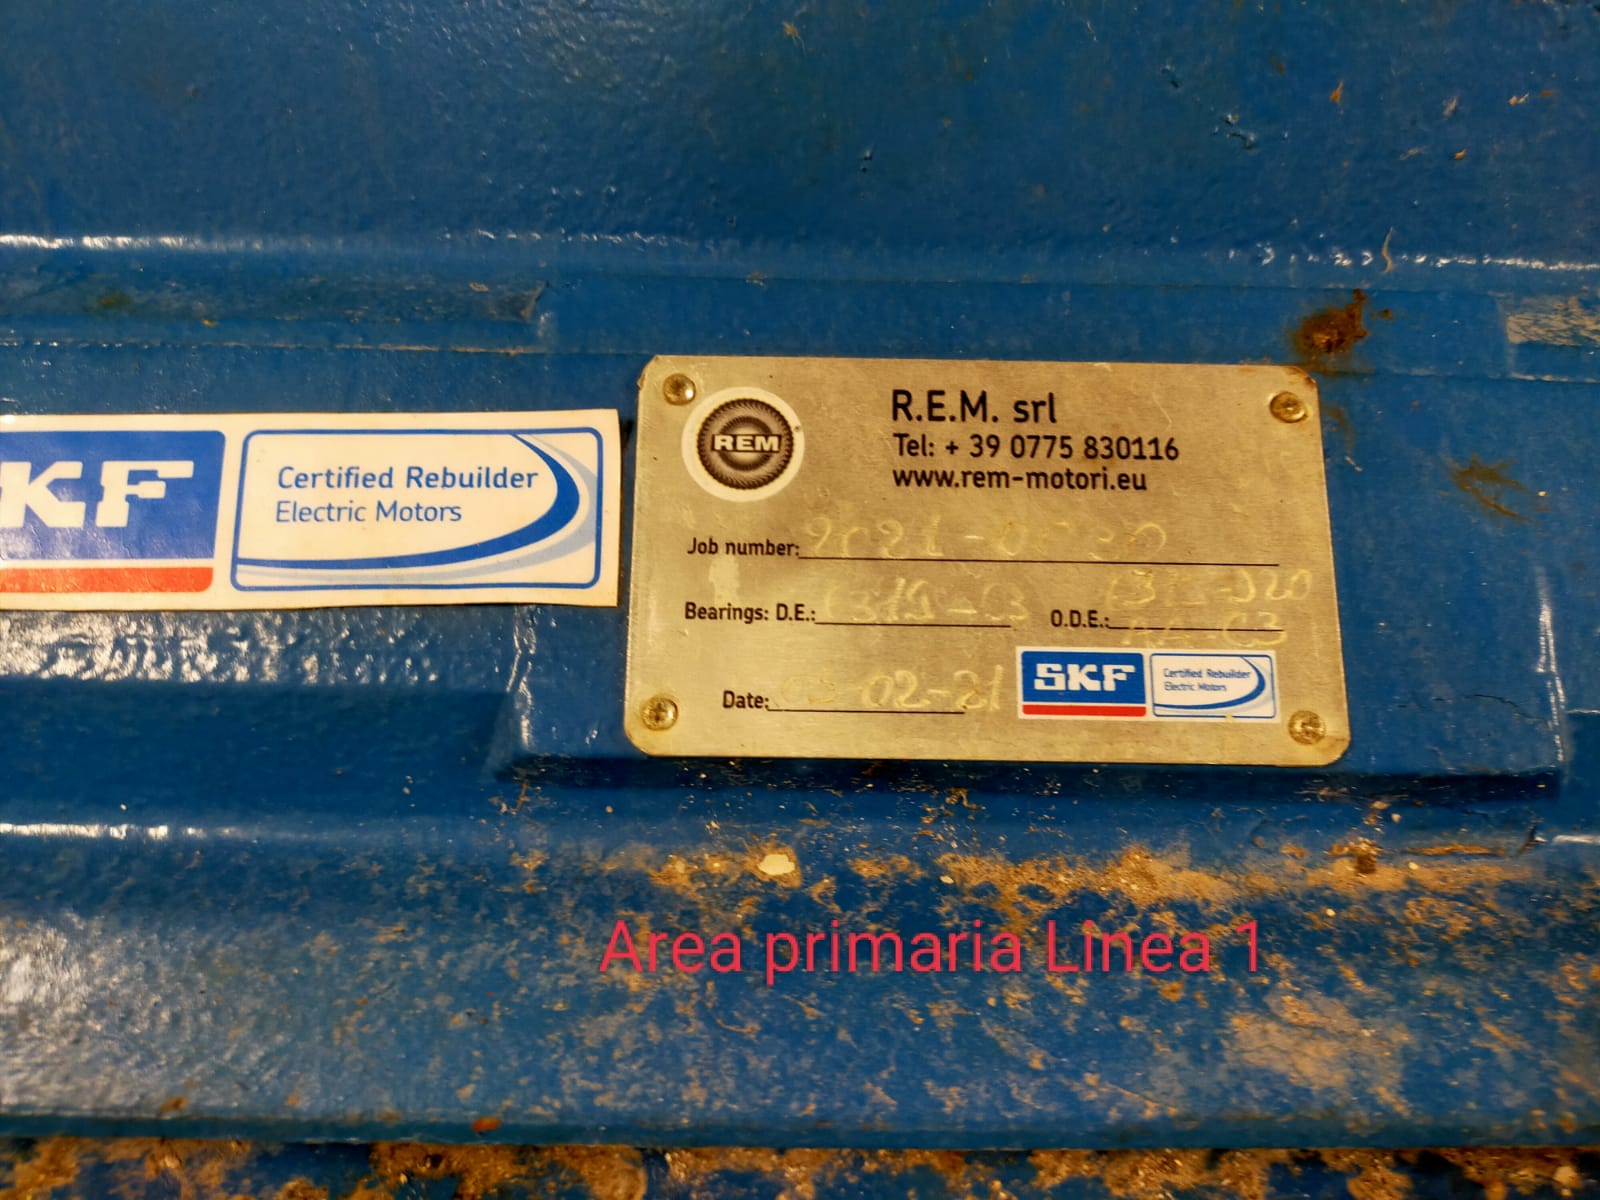 KF
Certified Rebuilder
Electric Motors
REM
R.E.M. srl
Tel: + 39 0775 830116
www.rem-motori.eu
Job number:
Bearings: D.E.: O.D.E.:
Date: 02-21
SKF
Certified Rebuilder
Electric Motors
Area primaria Linea 1